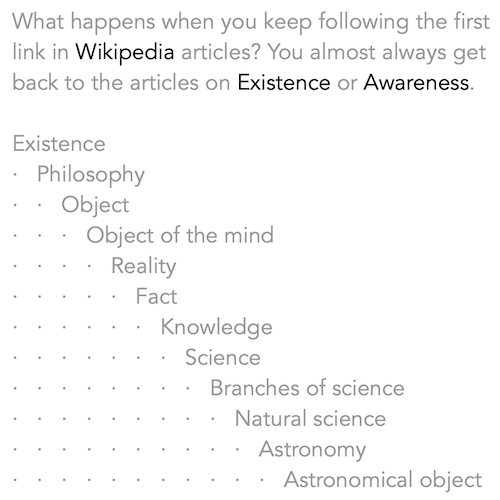 What happens when you keep following the first
link in Wikipedia articles? You almost always get
back to the articles on Existence or Awareness.
Existence
· Philosophy
· · Object
· · · Object of the mind
· · · · Reality
· · · · · Fact
· · · · · · Knowledge
· · · · · · · Science
· · · · · · · · Branches of science
· · · · · · · · · Natural science
· · · · · · · · · · Astronomy
· · · · · · · · · · · Astronomical object